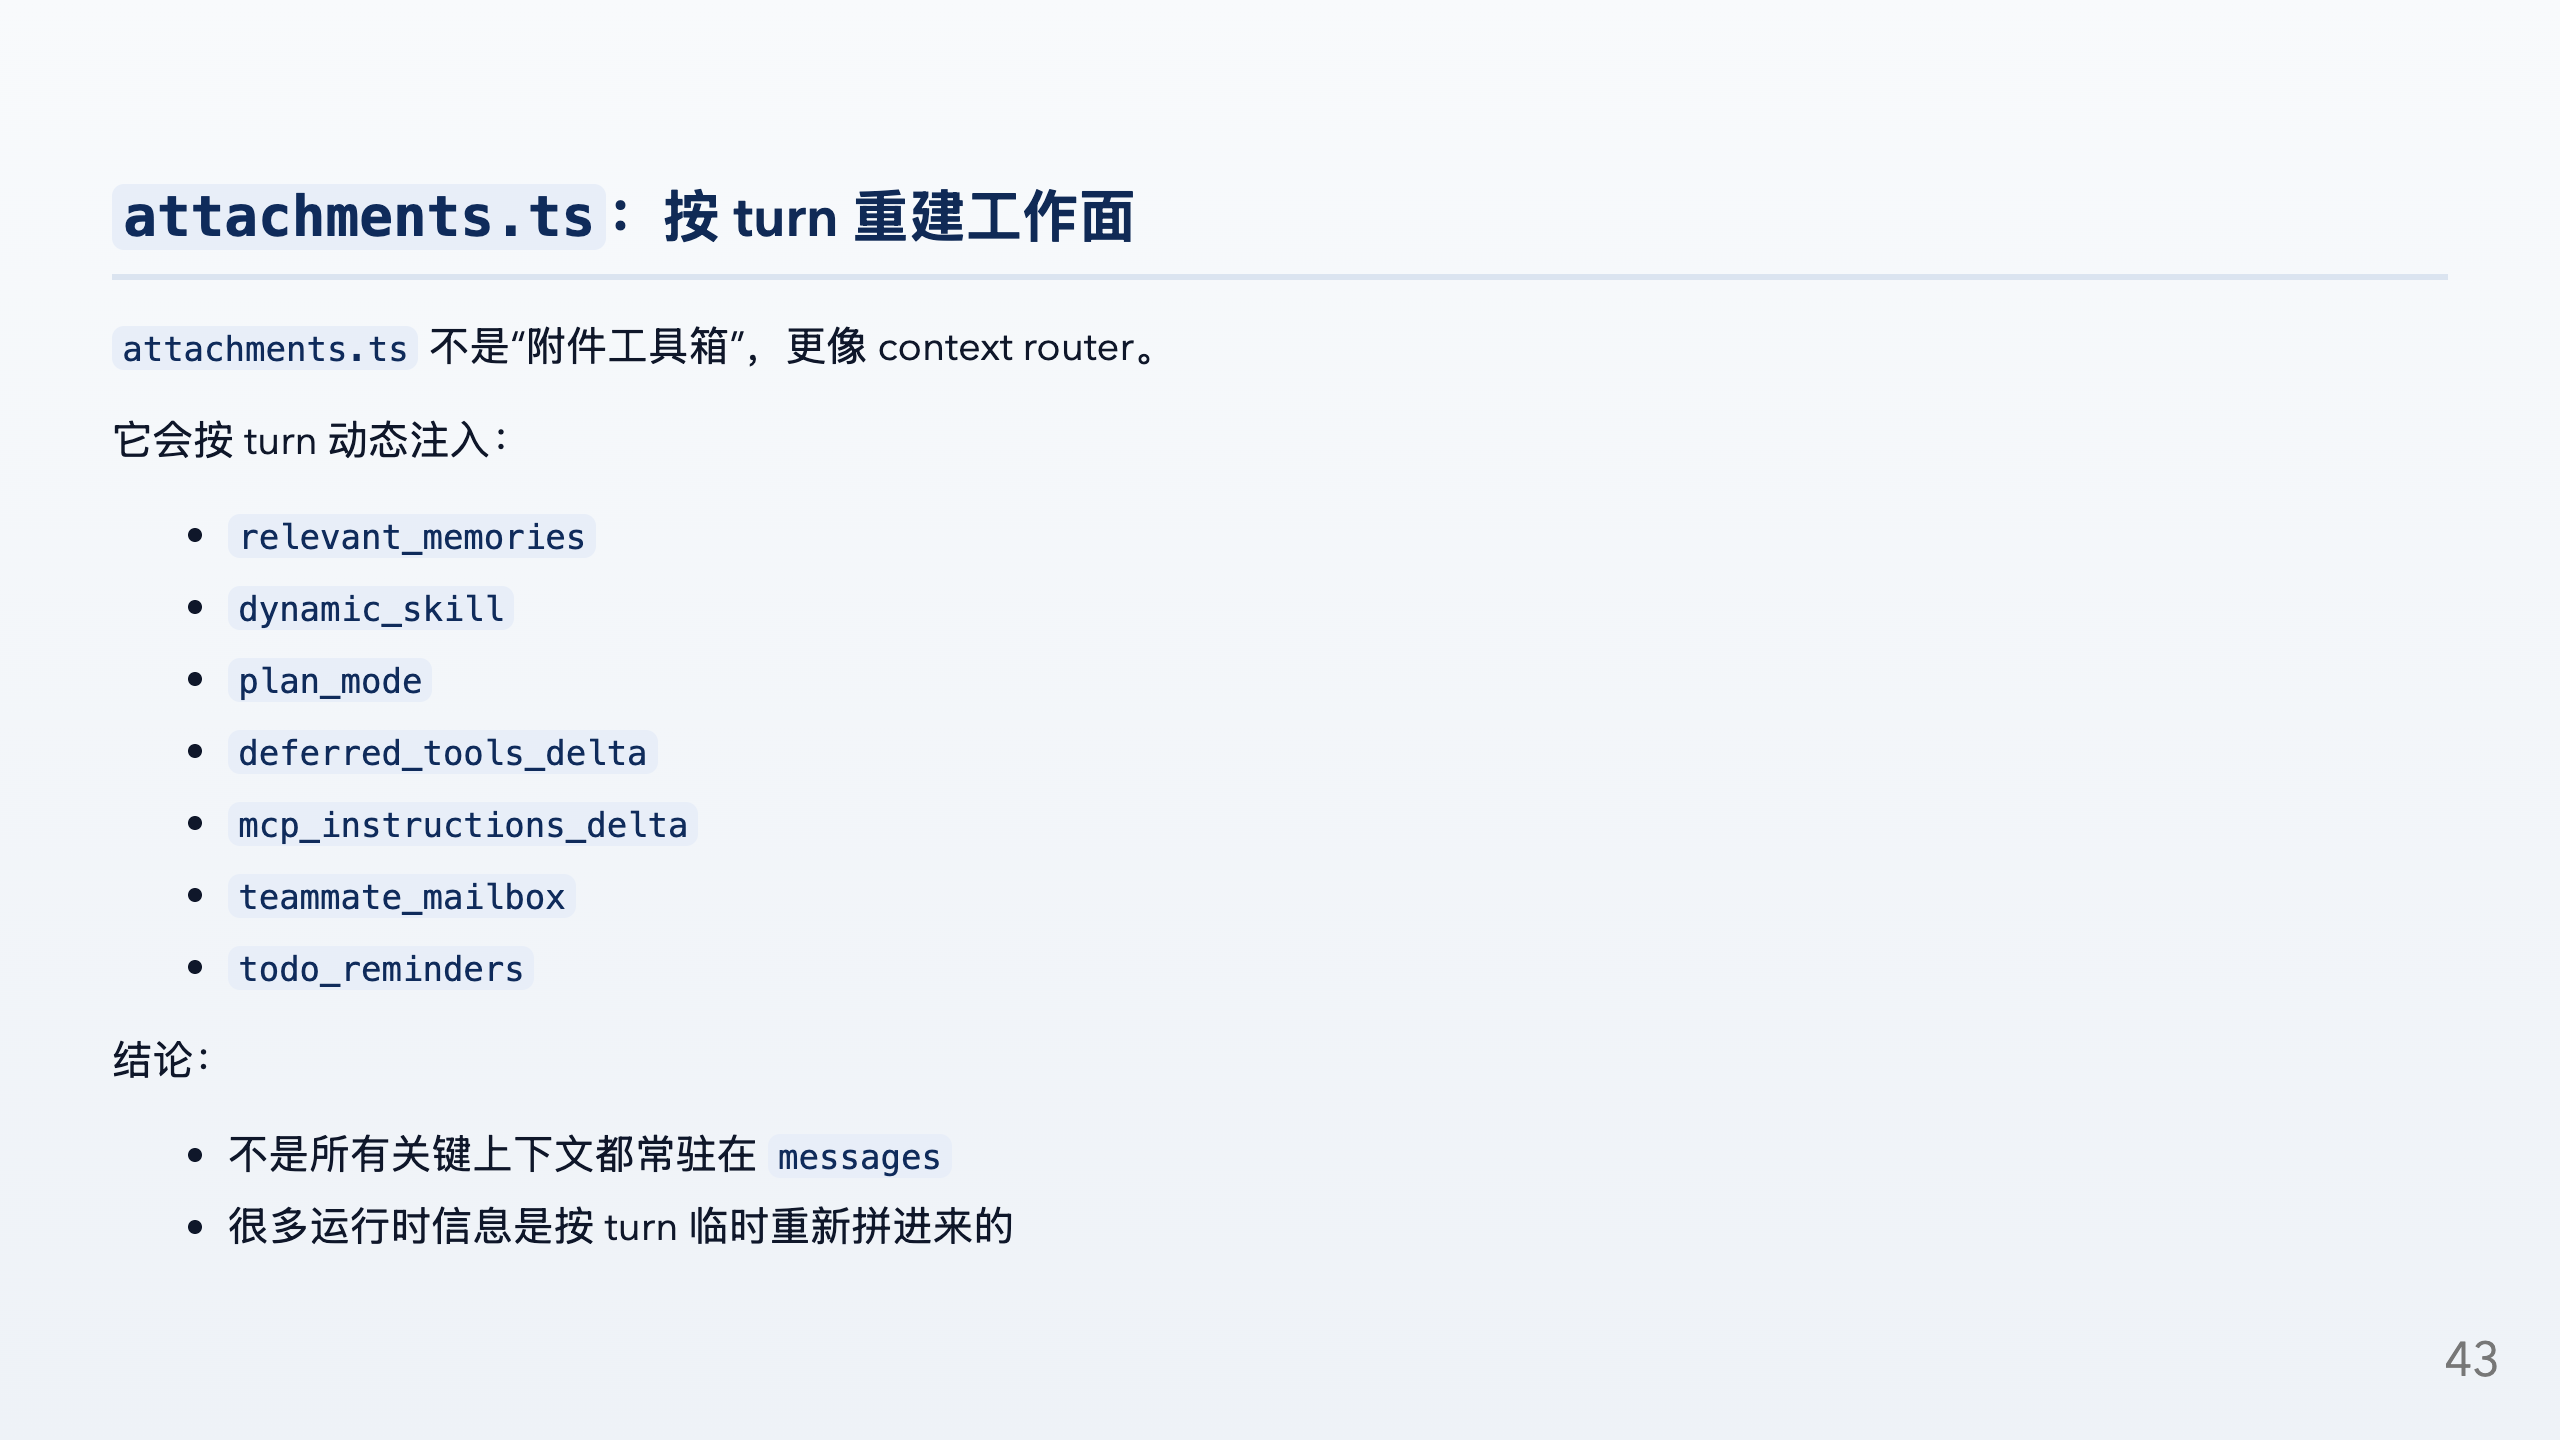 attachments.ts：按 turn 重建工作面
attachments.ts 不是“附件工具箱”，更像 context router。
它会按 turn 动态注入：
relevant_memories
dynamic_skill
plan_mode
deferred_tools_delta
mcp_instructions_delta
teammate_mailbox
todo_reminders
结论：
不是所有关键上下文都常驻在 messages
很多运行时信息是按 turn 临时重新拼进来的
43